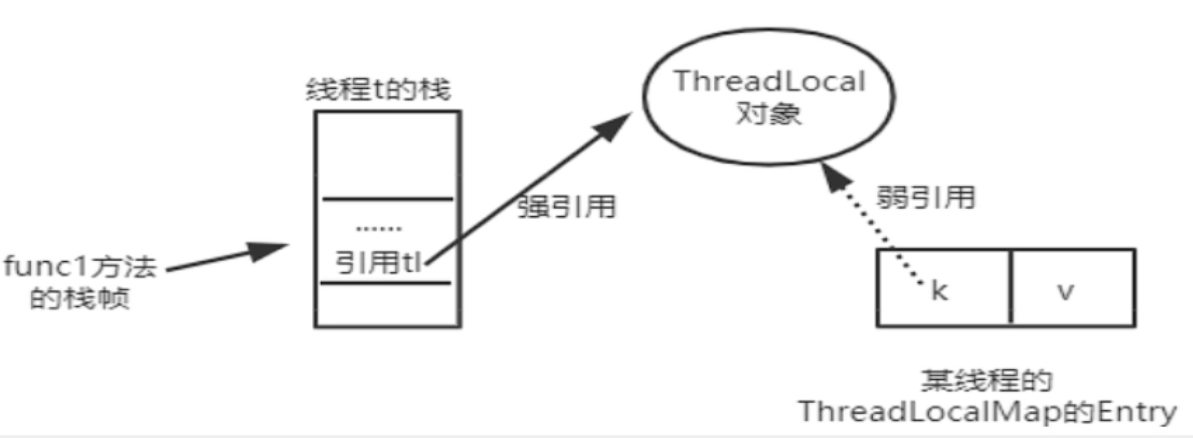 线程t的栈
ThreadLocal
对象
强引用
弱引用
......
引用tl
func1方法
的栈帧
k
v
某线程的
ThreadLocalMap的Entry